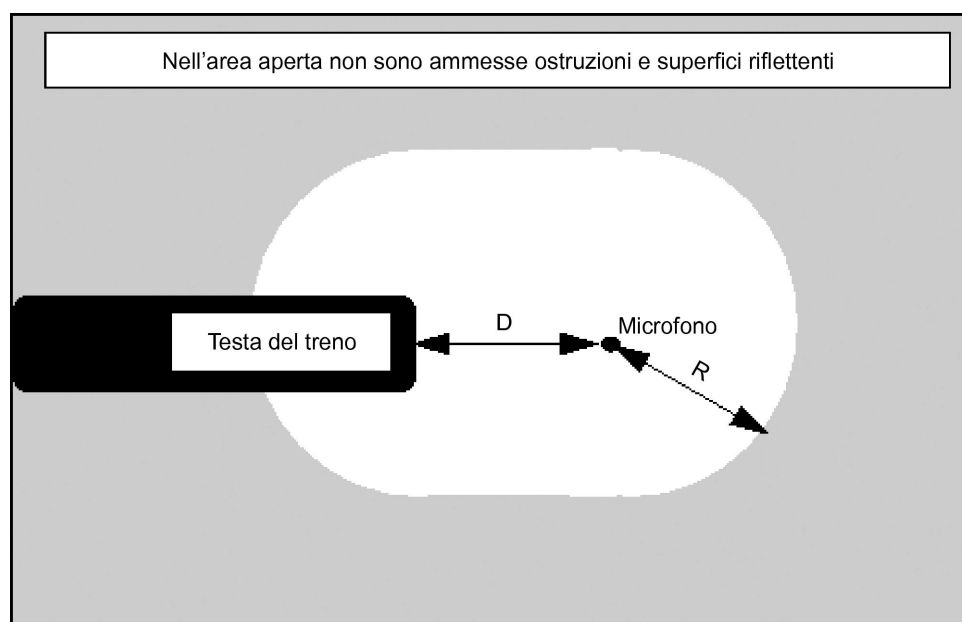 Nell'area aperta non sono ammesse ostruzioni e superfici riflettenti
D
Microfono
Testa del treno
R